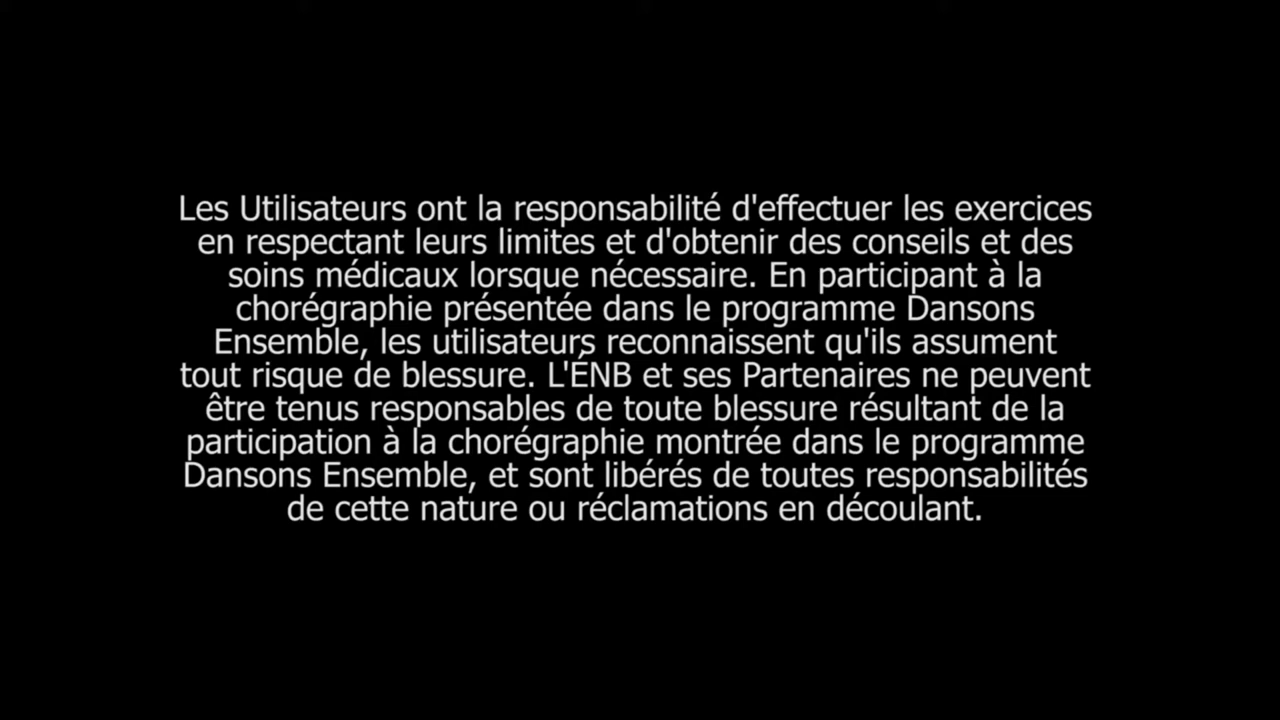 Les Utilisateurs ont la responsabilité d'effectuer les exercices
en respectant leurs limites et d'obtenir des conseils et des
soins médicaux lorsque nécessaire. En participant à la
chorégraphie présentée dans le programme Dansons
Ensemble, les utilisateurs reconnaissent qu'ils assument
tout risque de blessure. L'ÉNB et ses Partenaires ne peuvent
être tenus responsables de toute blessure résultant de la
participation à la chorégraphie montrée dans le programme
Dansons Ensemble, et sont libérés de toutes responsabilités
de cette nature ou réclamations en découlant.